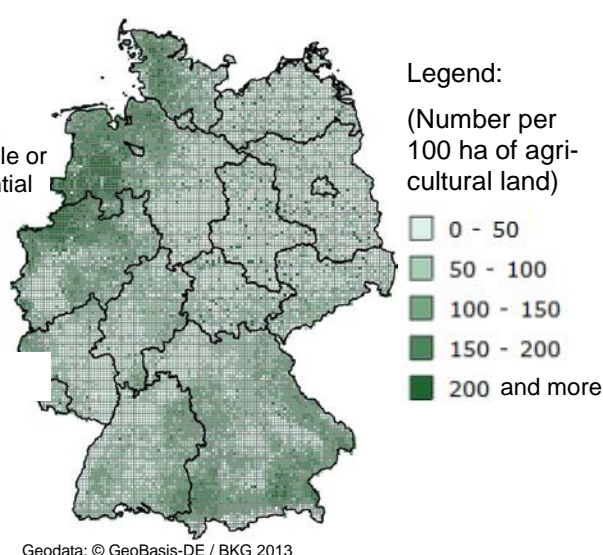 Legend:
(Number per
100 ha of agri-
cultural land)
le or
tial
0 - 50
50 - 100
100 - 150
150 - 200
200 and more
Geodata: © GeoBasis-DE / BKG 2013